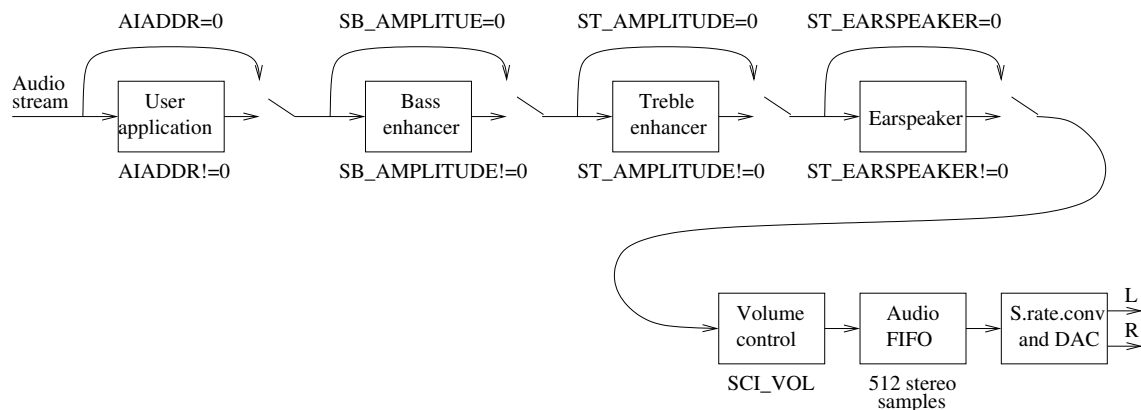 AIADDR=0
SB_AMPLITUE=0
ST_AMPLITUDE=0
ST_EARSPEAKER=0
Audio
stream
User
application
Bass
enhancer
Treble
enhancer
Earspeaker
AIADDR!=0
SB_AMPLITUDE!=0
ST_AMPLITUDE!=0
ST_EARSPEAKER!=0
Volume
control
Audio
FIFO
S.rate.conv
and DAC
L
R
SCI_VOL
512 stereo
samples